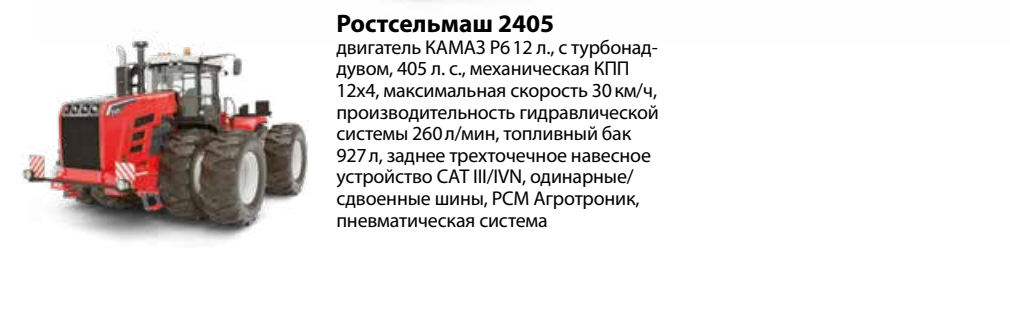 Ростсельмаш 2405
двигатель КАМАЗ Р6 12 л., с турбонад-
дувом, 405 л. с., механическая КПП
12х4, максимальная скорость 30 км/ч,
производительность гидравлической
системы 260 л/мин, топливный бак
927 л, заднее трехточечное навесное
устройство CAT III/IVN, одинарные/
сдвоенные шины, РСМ Агротроник,
пневматическая система